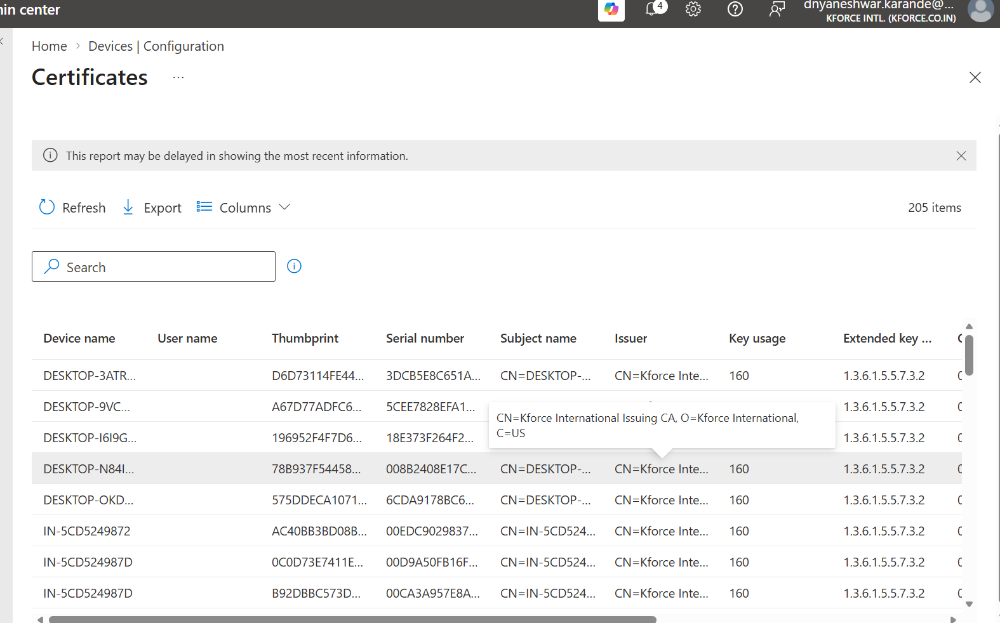 min center
4
dnyaneshwar.karande@...
KFORCE INTL. (KFORCE.CO.IN)
Home > Devices | Configuration
Certificates ...
This report may be delayed in showing the most recent information.
Refresh Export Columns
205 items
Search
Device name User name Thumbprint Serial number Subject name Issuer Key usage Extended key ...
DESKTOP-3ATR... D6D73114FE44... 3DCB5E8C651A... CN=DESKTOP-... CN=Kforce Inte... 160 1.3.6.1.5.5.7.3.2
DESKTOP-9VC... A67D77ADFC6... 5CEE7828EFA1... 1.3.6.1.5.5.7.3.2
CN=Kforce International Issuing CA, O=Kforce International,
C=US
DESKTOP-I6I9G... 196952F4F7D6... 18E373F264F2... 1.3.6.1.5.5.7.3.2
DESKTOP-N84I... 78B937F54458... 008B2408E17C... CN=DESKTOP-... CN=Kforce Inte... 160 1.3.6.1.5.5.7.3.2
DESKTOP-OKD... 575DDECA1071... 6CDA9178BC6... CN=DESKTOP-... CN=Kforce Inte... 160 1.3.6.1.5.5.7.3.2
IN-5CD5249872 AC40BB3BD08B... 00EDC9029837... CN=IN-5CD524... CN=Kforce Inte... 160 1.3.6.1.5.5.7.3.2
IN-5CD524987D 0C0D73E7411E... 00D9A50FB16F... CN=IN-5CD524... CN=Kforce Inte... 160 1.3.6.1.5.5.7.3.2
IN-5CD524987D B92DBBC573D... 00CA3A957E8A... CN=IN-5CD524... CN=Kforce Inte... 160 1.3.6.1.5.5.7.3.2